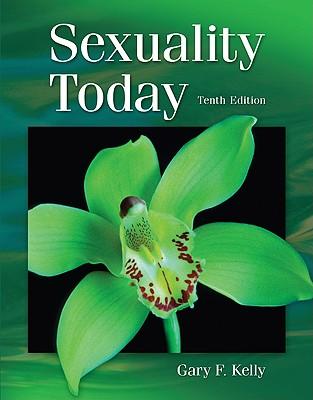 Sexuality
Today
Tenth Edition
Gary F. Kelly